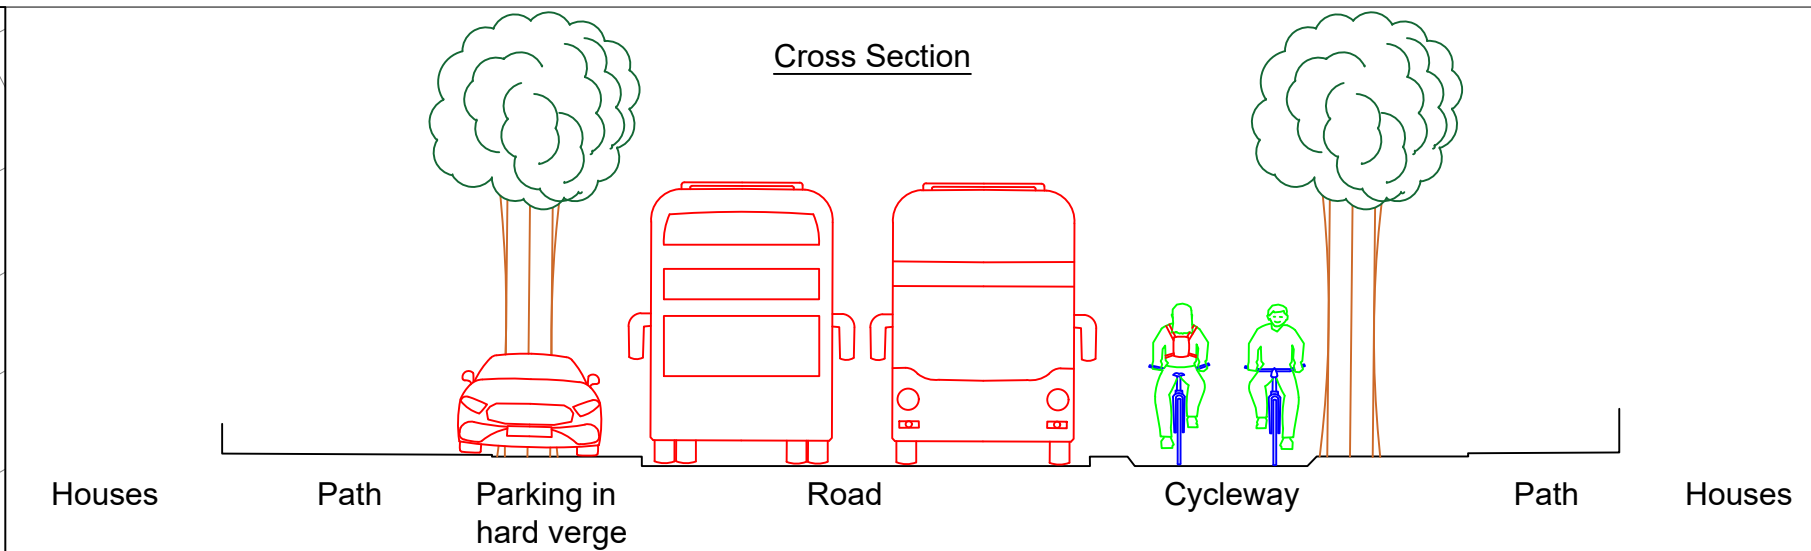 Cross Section
Houses
Path
Parking in
hard verge
Road
Cycleway
Path
Houses